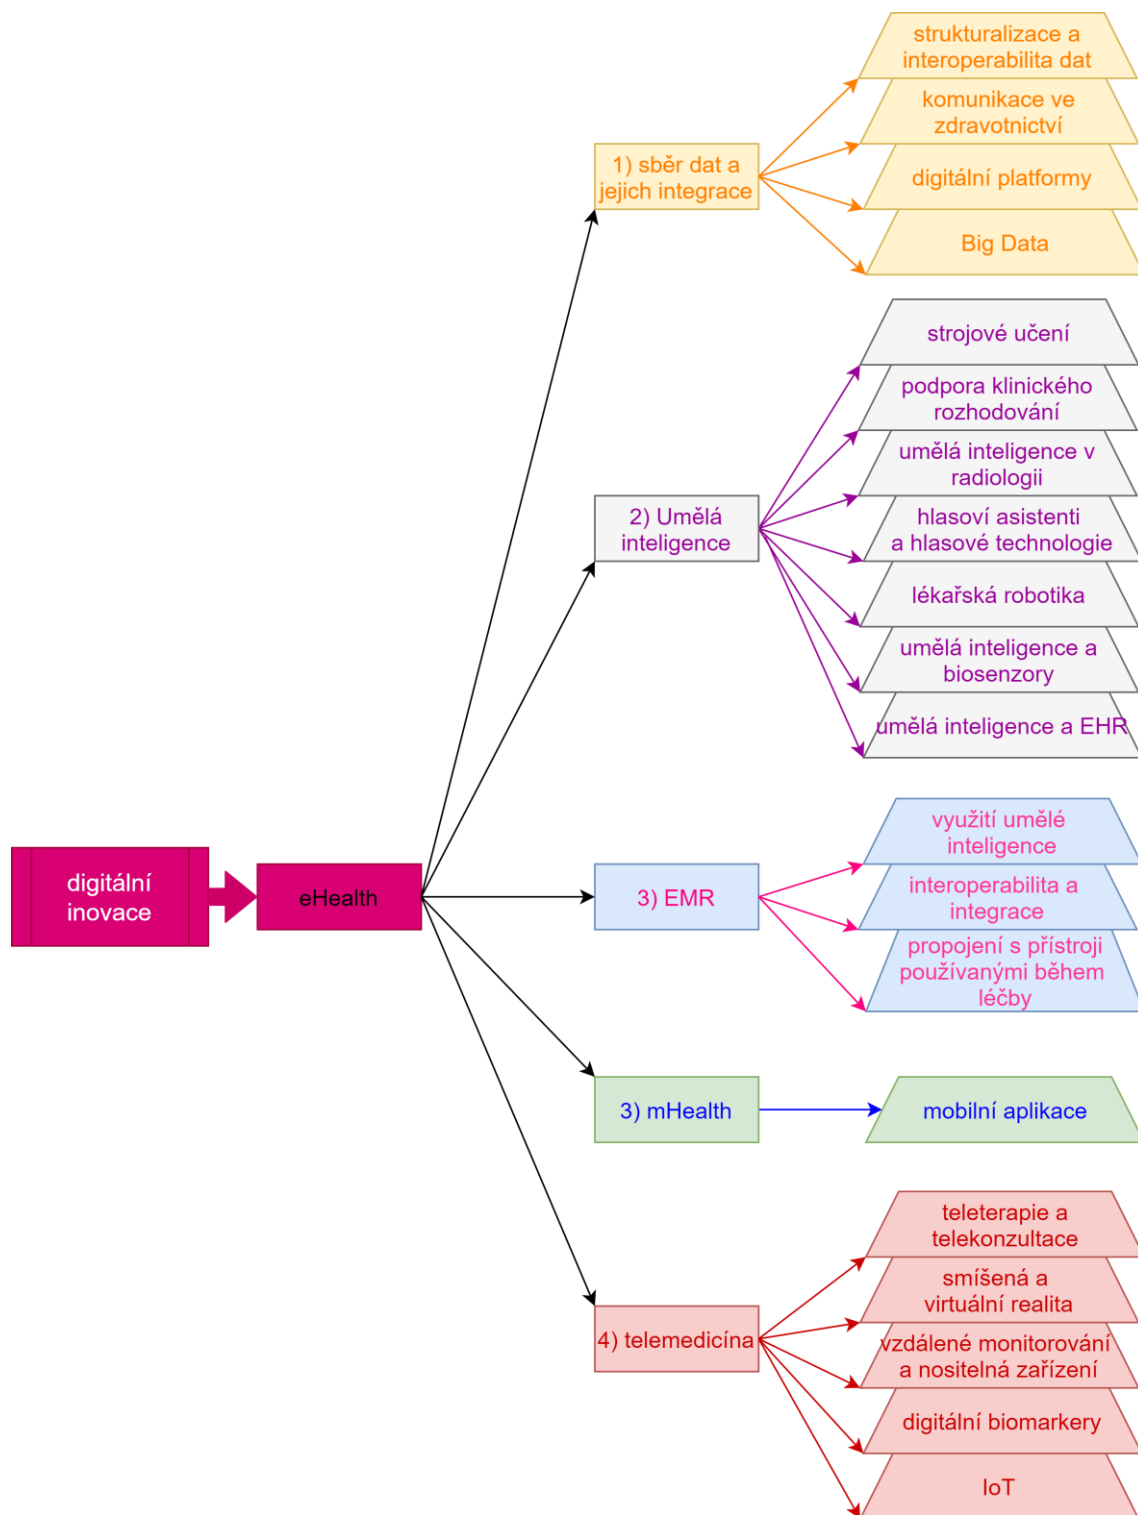 digitální
inovace
eHealth
1) sběr dat a
jejich integrace
strukturalizace a
interoperabilita dat
komunikace ve
zdravotnictví
digitální platformy
Big Data
2) Umělá
inteligence
strojové učení
podpora klinického
rozhodování
umělá inteligence v
radiologii
hlasoví asistenti
a hlasové technologie
lékařská robotika
umělá inteligence a
biosenzory
umělá inteligence a EHR
3) EMR
využití umělé
inteligence
interoperabilita a
integrace
propojení s přístroji
používanými během
léčby
3) mHealth
mobilní aplikace
4) telemedicína
teleterapie a
telekonzultace
smíšená a
virtuální realita
vzdálené monitorování
a nositelná zařízení
digitální biomarkery
IoT